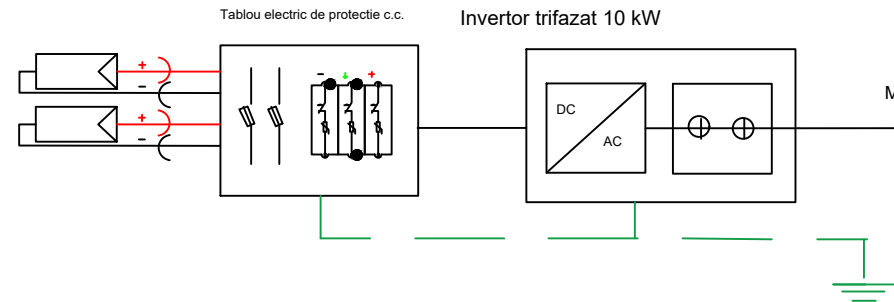 Tablou electric de protectie c.c.
Invertor trifazat 10 kW
+
-
+
-
- +
DC
AC
M